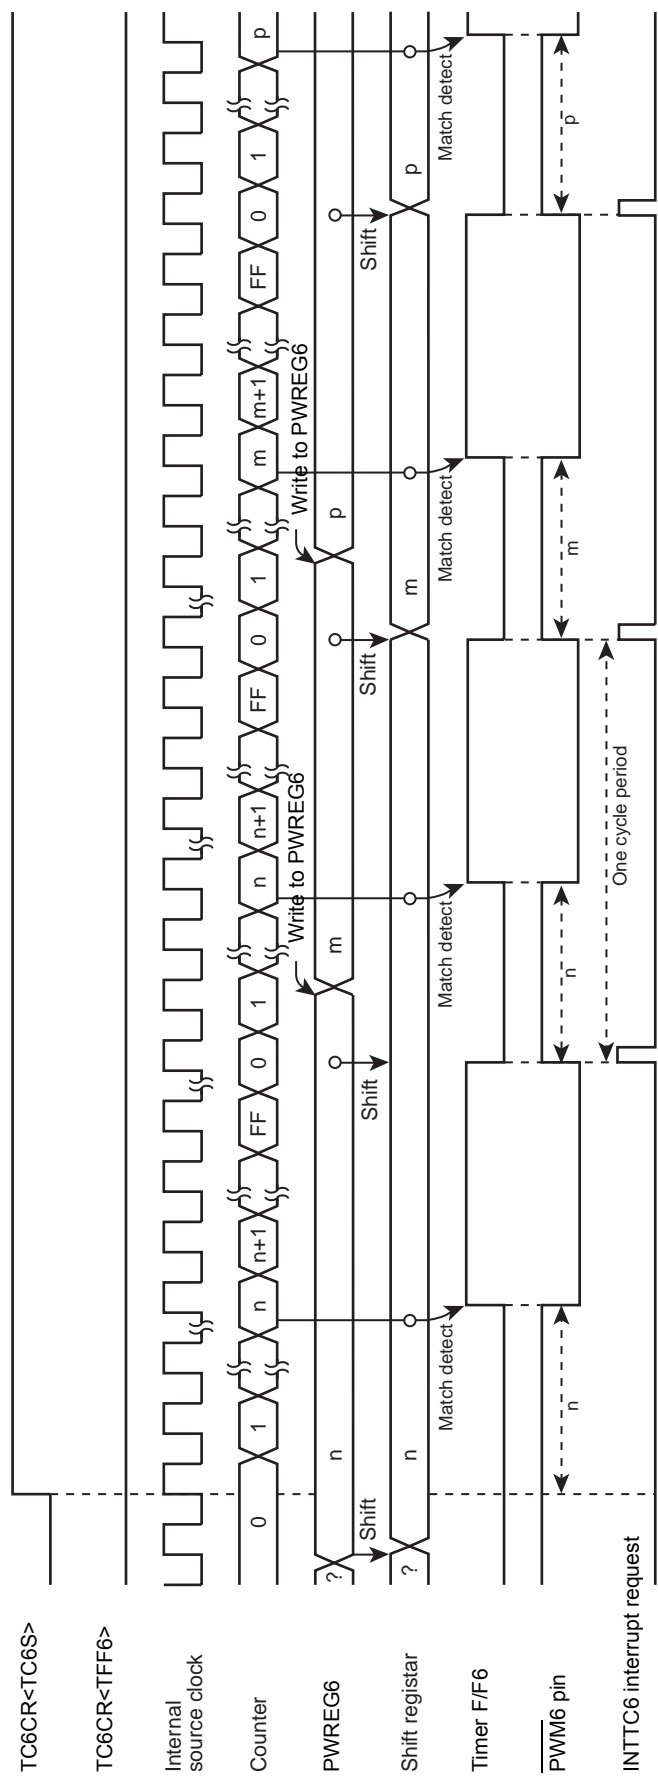 TC6CR<TC6S>
TC6CR<TFF6>
Internal
source clock
Counter
0
1
n
n+1
FF
0
1
n
n+1
FF
0
1
m
m+1
FF
0
1
p
Write to PWREG6
Write to PWREG6
PWREG6
?
n
m
p
Shift
Shift
Shift
Shift
Shift registar
?
n
m
p
Match detect
Match detect
Match detect
Match detect
Timer F/F6
PWM6 pin
n
n
m
p
One cycle period
INTTC6 interrupt request